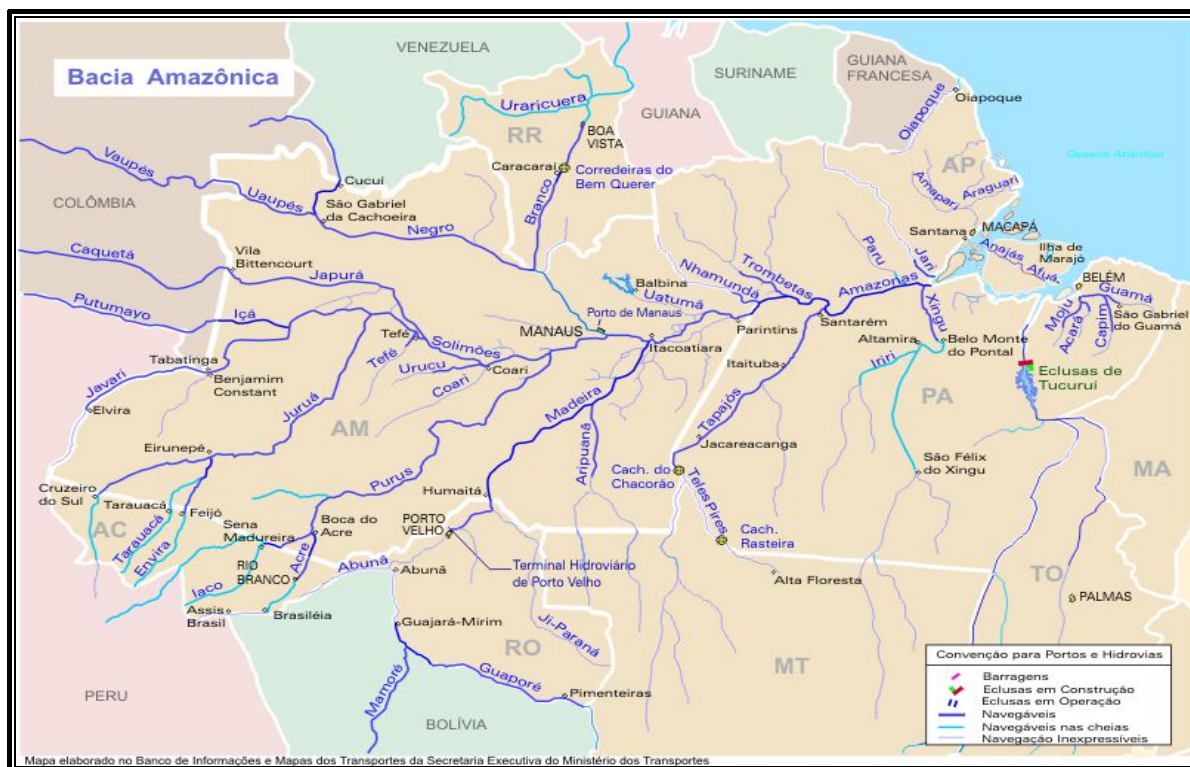 Bacia Amazônica
VENEZUELA
SURINAME
GUIANA
FRANCESA
GUIANA
COLÔMBIA
PERU
BOLÍVIA
Oceano Atlântico
RR
AP
AM
PA
AC
RO
MT
TO
MA
Uraricuera
Oiapoque
Oiapoque
BOA
VISTA
Caracaraí
Corredeiras do
Bem Querer
Branco
Vaupés
Uaupés
Cucuí
São Gabriel
da Cachoeira
Negro
Amapari
Araguari
MACAPÁ
Santana
Anajás
Afuá
Ilha de
Marajó
BELÉM
Guamá
Moju
Acará
Capim
São Gabriel
do Guamá
Caquetá
Vila
Bittencourt
Japurá
Putumayo
Içá
Balbina
Uatumã
Nhamundá
Trombetas
Paru
Jari
Amazonas
Xingu
Porto de Manaus
MANAUS
Parintins
Santarém
Altamira
Belo Monte
do Pontal
Itacoatiara
Tefé
Solimões
Tefé
Urucu
Coari
Coari
Tabatinga
Benjamim
Constant
Javari
Elvira
Juruá
Itaituba
Iriri
Eclusas de
Tucuruí
Madeira
Tapajós
Jacareacanga
Eirunepé
Aripuanã
Cach. do
Chacorão
São Félix
do Xingu
Cruzeiro
do Sul
Purus
Humaitá
Teles Pires
Tarauacá
Feijó
Sena
Madureira
Boca do
Acre
PORTO
VELHO
Cach.
Rasteira
Tarauacá
Envira
RIO
BRANCO
Acre
Iaco
Abunã
Abunã
Terminal Hidroviário
de Porto Velho
Alta Floresta
PALMAS
Assis
Brasil
Brasiléia
Guajará-Mirim
Ji-Paraná
Mamoré
Guaporé
Pimenteiras
Convenção para Portos e Hidrovias
Barragens
Eclusas em Construção
Eclusas em Operação
Navegáveis
Navegáveis nas cheias
Navegação Inexpressíveis
Mapa elaborado no Banco de Informações e Mapas dos Transportes da Secretaria Executiva do Ministério dos Transportes